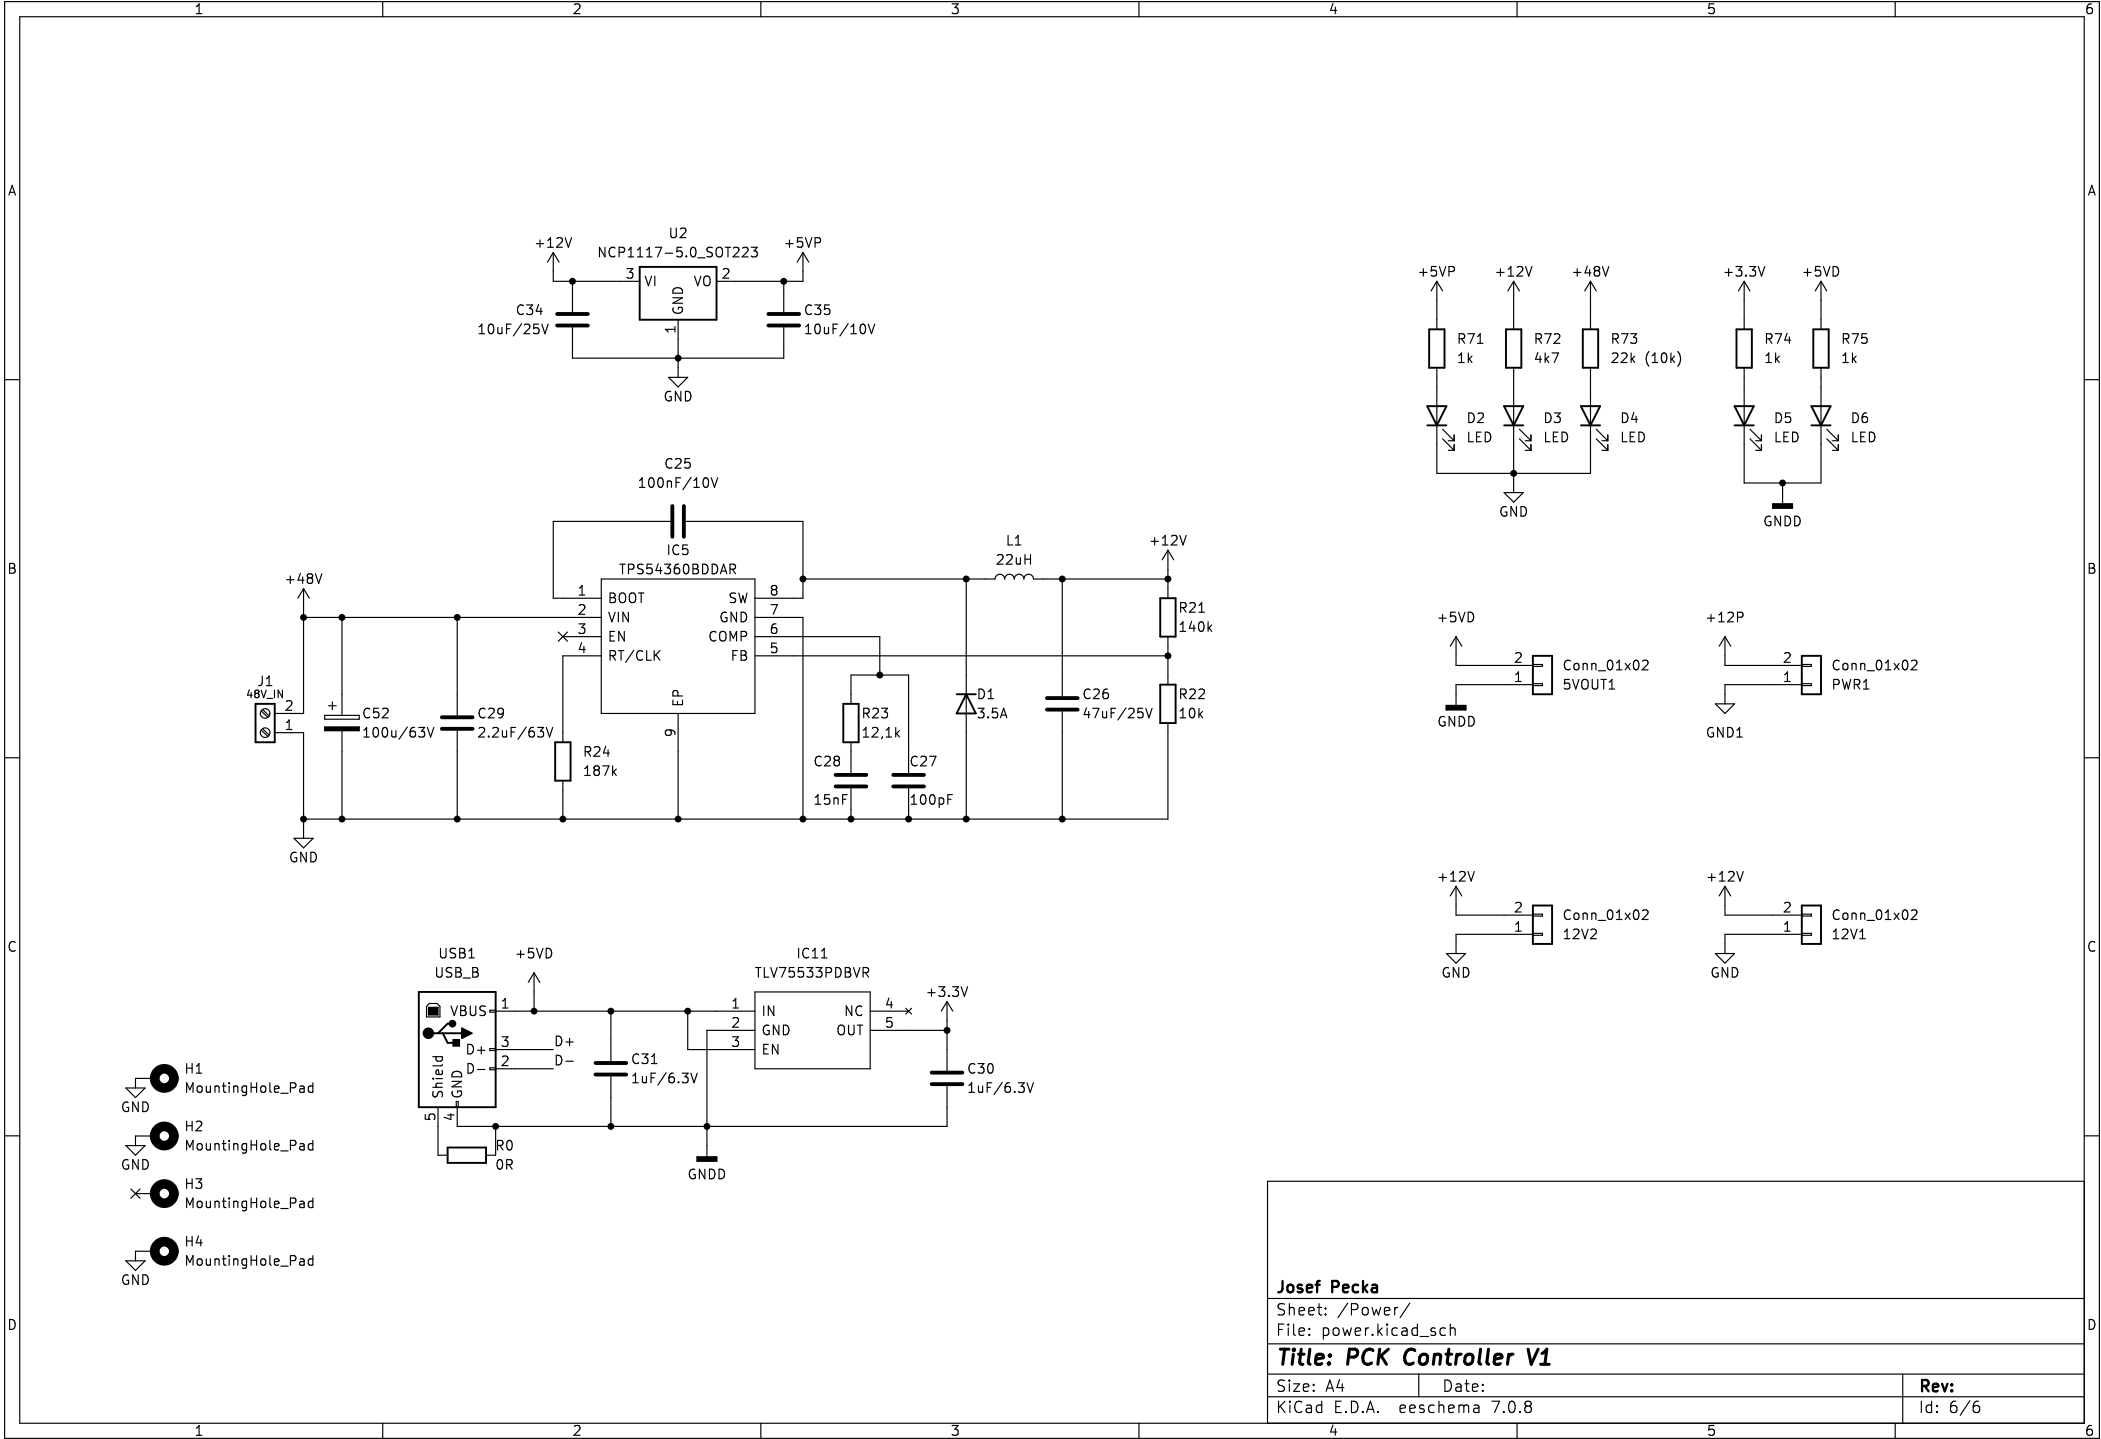 1 2 3 4 5 6
A A
B B
C C
D D
1 2 3 4 5 6
U2
NCP1117-5.0_SOT223
+12V
+5VP
3 VI VO 2
GND
1
C34
10uF/25V
C35
10uF/10V
GND
+5VP +12V +48V
R71
1k
R72
4k7
R73
22k (10k)
D2
LED
D3
LED
D4
LED
GND
+3.3V +5VD
R74
1k
R75
1k
D5
LED
D6
LED
GNDD
C25
100nF/10V
IC5
TPS54360BDDAR
1 BOOT SW 8
2 VIN GND 7
3 EN COMP 6
4 RT/CLK FB 5
EP
9
+48V
J1
48V_IN
2
1
+
C52
100u/63V
C29
2.2uF/63V
R24
187k
GND
R23
12,1k
C28
15nF
C27
100pF
D1
3.5A
L1
22uH
C26
47uF/25V
+12V
R21
140k
R22
10k
+5VD
2
1
Conn_01x02
5VOUT1
GNDD
+12P
2
1
Conn_01x02
PWR1
GND1
+12V
2
1
Conn_01x02
12V2
GND
+12V
2
1
Conn_01x02
12V1
GND
USB1
USB_B
+5VD
VBUS 1
D+ 3 D+
D- 2 D-
Shield
GND
5
4
R0
0R
C31
1uF/6.3V
IC11
TLV75533PDBVR
1 IN NC 4
2 GND OUT 5
3 EN
+3.3V
C30
1uF/6.3V
GNDD
H1
MountingHole_Pad
GND
H2
MountingHole_Pad
GND
H3
MountingHole_Pad
H4
MountingHole_Pad
GND
Josef Pecka
Sheet: /Power/
File: power.kicad_sch
Title: PCK Controller V1
Size: A4 Date: Rev:
KiCad E.D.A. eeschema 7.0.8 Id: 6/6